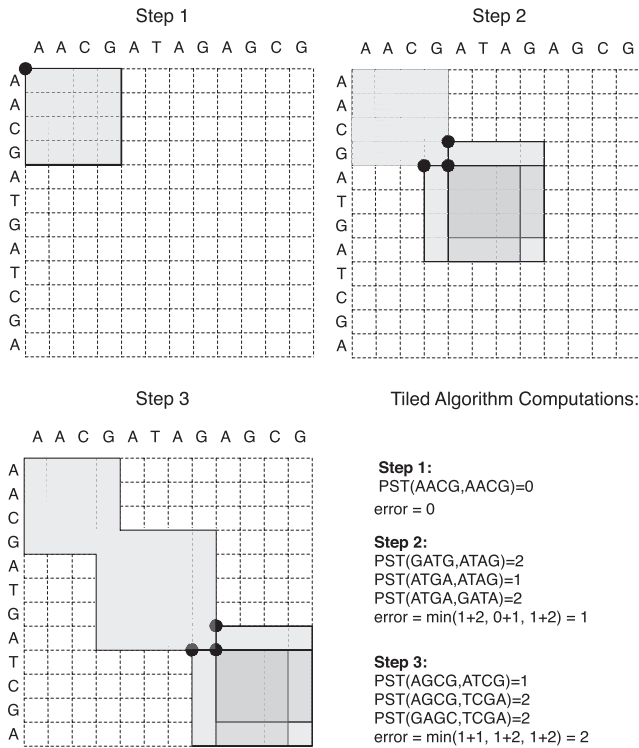 Step 1
A A C G A T A G A G C G
A
A
C
G
A
T
G
A
T
C
G
A
Step 2
A A C G A T A G A G C G
A
A
C
G
A
T
G
A
T
C
G
A
Step 3
A A C G A T A G A G C G
A
A
C
G
A
T
G
A
T
C
G
A
Tiled Algorithm Computations:
Step 1:
PST(AACG,AACG)=0
error = 0
Step 2:
PST(GATG,ATAG)=2
PST(ATGA,ATAG)=1
PST(ATGA,GATA)=2
error = min(1+2, 0+1, 1+2) = 1
Step 3:
PST(AGCG,ATCG)=1
PST(AGCG,TCGA)=2
PST(GAGC,TCGA)=2
error = min(1+1, 1+2, 1+2) = 2